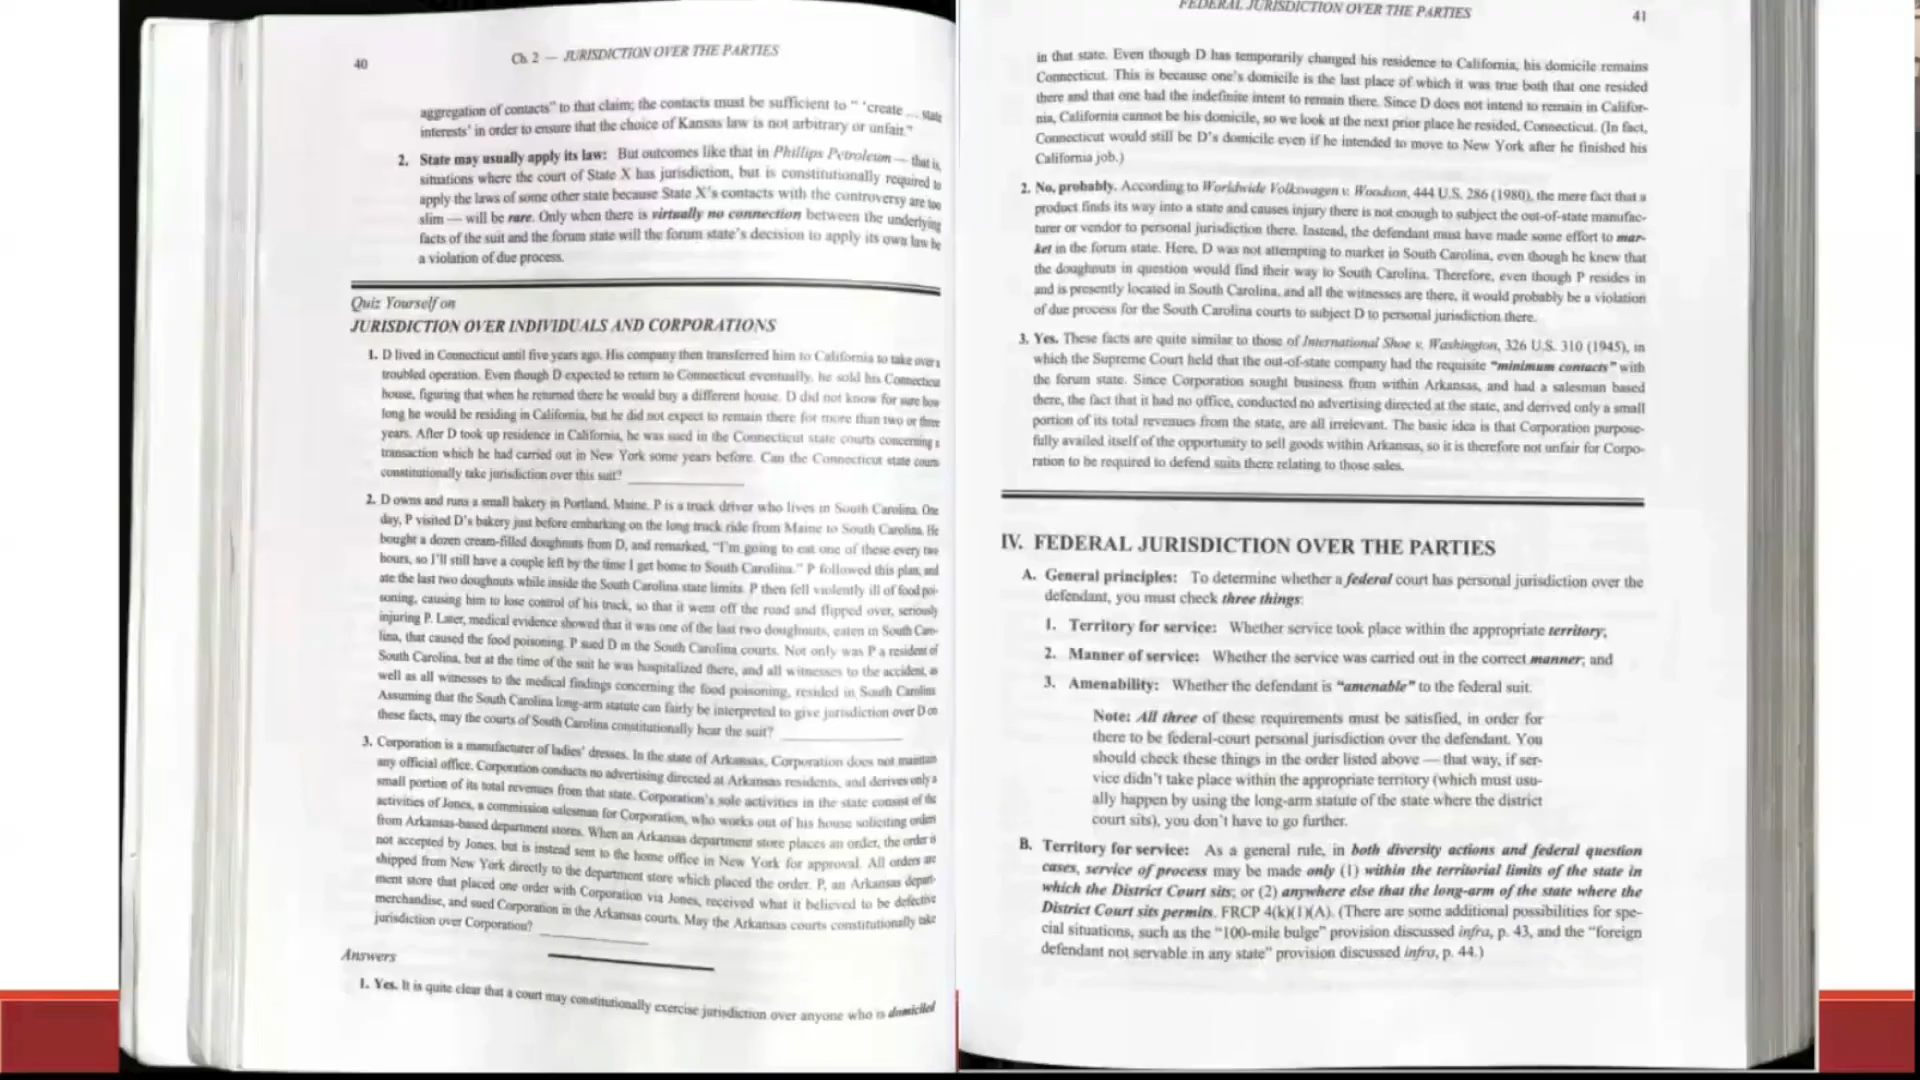 40
Ch. 2 — JURISDICTION OVER THE PARTIES
aggregation of contacts" to that claim; the contacts must be sufficient to " 'create ... state
interests' in order to ensure that the choice of Kansas law is not arbitrary or unfair."
2. State may usually apply its law: But outcomes like that in Phillips Petroleum — that is,
situations where the court of State X has jurisdiction, but is constitutionally required to
apply the laws of some other state because State X's contacts with the controversy are too
slim — will be rare. Only when there is virtually no connection between the underlying
facts of the suit and the forum state will the forum state's decision to apply its own law be
a violation of due process.
Quiz Yourself on
JURISDICTION OVER INDIVIDUALS AND CORPORATIONS
1. D lived in Connecticut until five years ago. His company then transferred him to California to take over a
troubled operation. Even though D expected to return to Connecticut eventually, he sold his Connecticut
house, figuring that when he returned there he would buy a different house. D did not know for sure how
long he would be residing in California, but he did not expect to remain there for more than two or three
years. After D took up residence in California, he was sued in the Connecticut state courts concerning a
transaction which he had carried out in New York some years before. Can the Connecticut state courts
constitutionally take jurisdiction over this suit?
2. D owns and runs a small bakery in Portland, Maine. P is a truck driver who lives in South Carolina. One
day, P visited D's bakery just before embarking on the long truck ride from Maine to South Carolina. He
bought a dozen cream-filled doughnuts from D, and remarked, "I'm going to eat one of these every two
hours, so I'll still have a couple left by the time I get home to South Carolina." P followed this plan, and
ate the last two doughnuts while inside the South Carolina state limits. P then fell violently ill of food poi-
soning, causing him to lose control of his truck, so that it went off the road and flipped over, seriously
injuring P. Later, medical evidence showed that it was one of the last two doughnuts, eaten in South Caro-
lina, that caused the food poisoning. P sued D in the South Carolina courts. Not only was P a resident of
South Carolina, but at the time of the suit he was hospitalized there, and all witnesses to the accident, as
well as all witnesses to the medical findings concerning the food poisoning, resided in South Carolina.
Assuming that the South Carolina long-arm statute can fairly be interpreted to give jurisdiction over D on
these facts, may the courts of South Carolina constitutionally hear the suit?
3. Corporation is a manufacturer of ladies' dresses. In the state of Arkansas, Corporation does not maintain
any official office. Corporation conducts no advertising directed at Arkansas residents, and derives only a
small portion of its total revenues from that state. Corporation's sole activities in the state consist of the
activities of Jones, a commission salesman for Corporation, who works out of his house soliciting orders
from Arkansas-based department stores. When an Arkansas department store places an order, the order is
not accepted by Jones, but is instead sent to the home office in New York for approval. All orders are
shipped from New York directly to the department store which placed the order. P, an Arkansas depart-
ment store that placed one order with Corporation via Jones, received what it believed to be defective
merchandise, and sued Corporation in the Arkansas courts. May the Arkansas courts constitutionally take
jurisdiction over Corporation?
Answers
1. Yes. It is quite clear that a court may constitutionally exercise jurisdiction over anyone who is domiciled
FEDERAL JURISDICTION OVER THE PARTIES
41
in that state. Even though D has temporarily changed his residence to California, his domicile remains
Connecticut. This is because one's domicile is the last place of which it was true both that one resided
there and that one had the indefinite intent to remain there. Since D does not intend to remain in Califor-
nia, California cannot be his domicile, so we look at the next prior place he resided, Connecticut. (In fact,
Connecticut would still be D's domicile even if he intended to move to New York after he finished his
California job.)
2. No, probably. According to Worldwide Volkswagen v. Woodson, 444 U.S. 286 (1980), the mere fact that a
product finds its way into a state and causes injury there is not enough to subject the out-of-state manufac-
turer or vendor to personal jurisdiction there. Instead, the defendant must have made some effort to mar-
ket in the forum state. Here, D was not attempting to market in South Carolina, even though he knew that
the doughnuts in question would find their way to South Carolina. Therefore, even though P resides in
and is presently located in South Carolina, and all the witnesses are there, it would probably be a violation
of due process for the South Carolina courts to subject D to personal jurisdiction there.
3. Yes. These facts are quite similar to those of International Shoe v. Washington, 326 U.S. 310 (1945), in
which the Supreme Court held that the out-of-state company had the requisite "minimum contacts" with
the forum state. Since Corporation sought business from within Arkansas, and had a salesman based
there, the fact that it had no office, conducted no advertising directed at the state, and derived only a small
portion of its total revenues from the state, are all irrelevant. The basic idea is that Corporation purpose-
fully availed itself of the opportunity to sell goods within Arkansas, so it is therefore not unfair for Corpo-
ration to be required to defend suits there relating to those sales.
IV. FEDERAL JURISDICTION OVER THE PARTIES
A. General principles: To determine whether a federal court has personal jurisdiction over the
defendant, you must check three things:
1. Territory for service: Whether service took place within the appropriate territory;
2. Manner of service: Whether the service was carried out in the correct manner; and
3. Amenability: Whether the defendant is "amenable" to the federal suit.
Note: All three of these requirements must be satisfied, in order for
there to be federal-court personal jurisdiction over the defendant. You
should check these things in the order listed above — that way, if ser-
vice didn't take place within the appropriate territory (which must usu-
ally happen by using the long-arm statute of the state where the district
court sits), you don't have to go further.
B. Territory for service: As a general rule, in both diversity actions and federal question
cases, service of process may be made only (1) within the territorial limits of the state in
which the District Court sits; or (2) anywhere else that the long-arm of the state where the
District Court sits permits. FRCP 4(k)(1)(A). (There are some additional possibilities for spe-
cial situations, such as the "100-mile bulge" provision discussed infra, p. 43, and the "foreign
defendant not servable in any state" provision discussed infra, p. 44.)